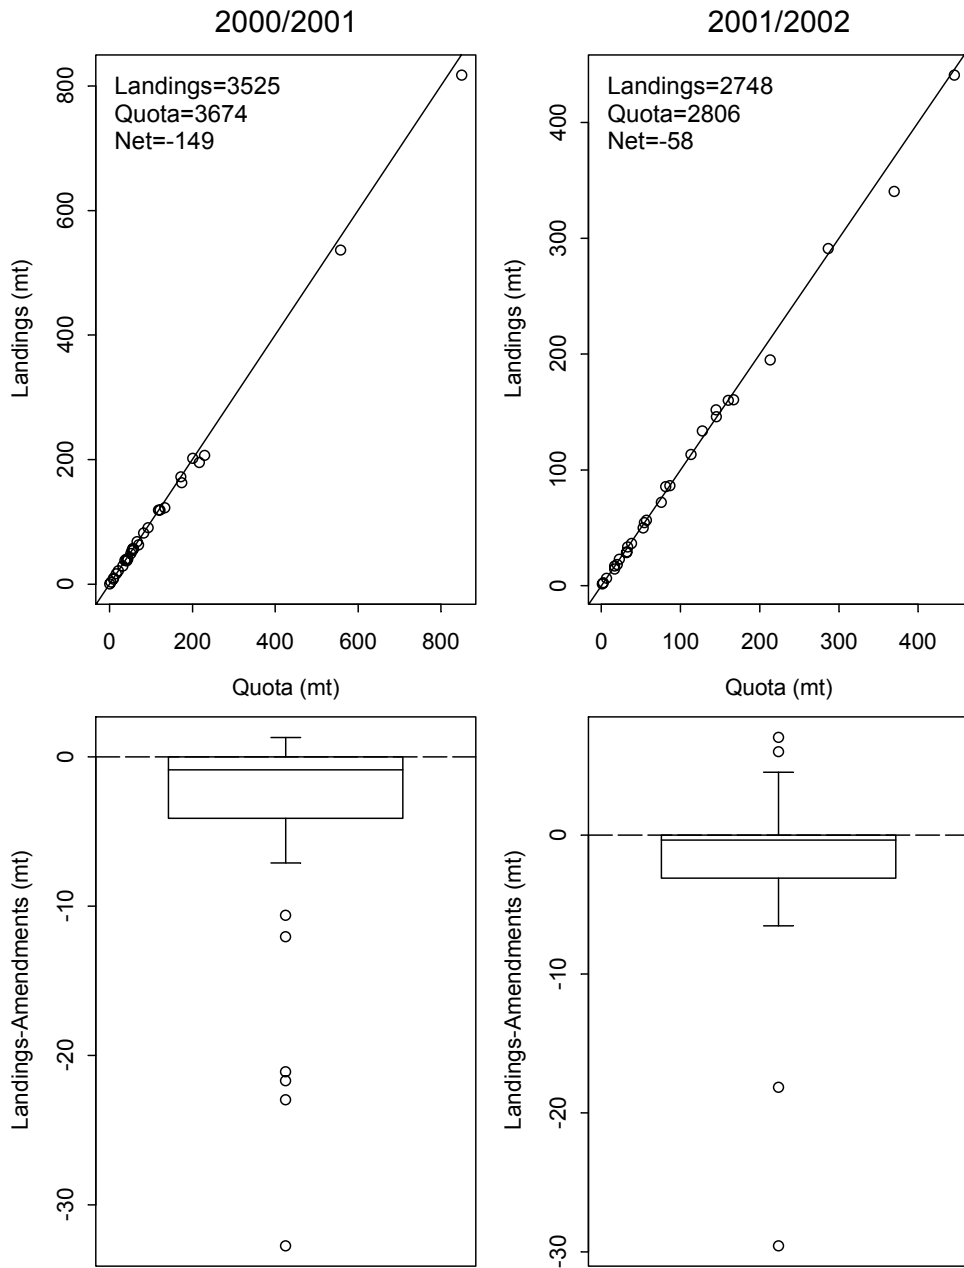 2000/2001
Landings=3525
Quota=3674
Net=-149
Landings (mt)
800
600
400
200
0
0 200 400 600 800
Quota (mt)
2001/2002
Landings=2748
Quota=2806
Net=-58
Landings (mt)
400
300
200
100
0
0 100 200 300 400
Quota (mt)
Landings-Amendments (mt)
0
-10
-20
-30
Landings-Amendments (mt)
0
-10
-20
-30